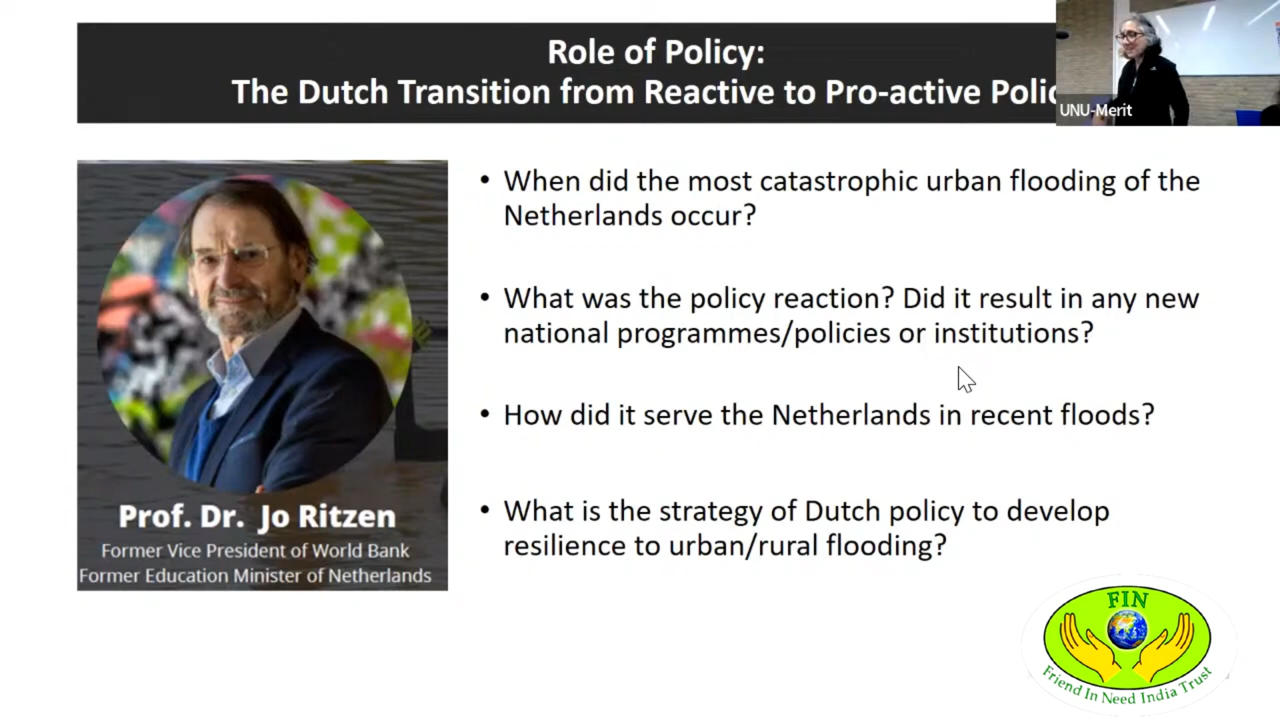 Role of Policy:
The Dutch Transition from Reactive to Pro-active Polic
UNU-Merit
• When did the most catastrophic urban flooding of the
Netherlands occur?
• What was the policy reaction? Did it result in any new
national programmes/policies or institutions?
• How did it serve the Netherlands in recent floods?
• What is the strategy of Dutch policy to develop
resilience to urban/rural flooding?
Prof. Dr. Jo Ritzen
Former Vice President of World Bank
Former Education Minister of Netherlands
FIN
Friend In Need India Trust